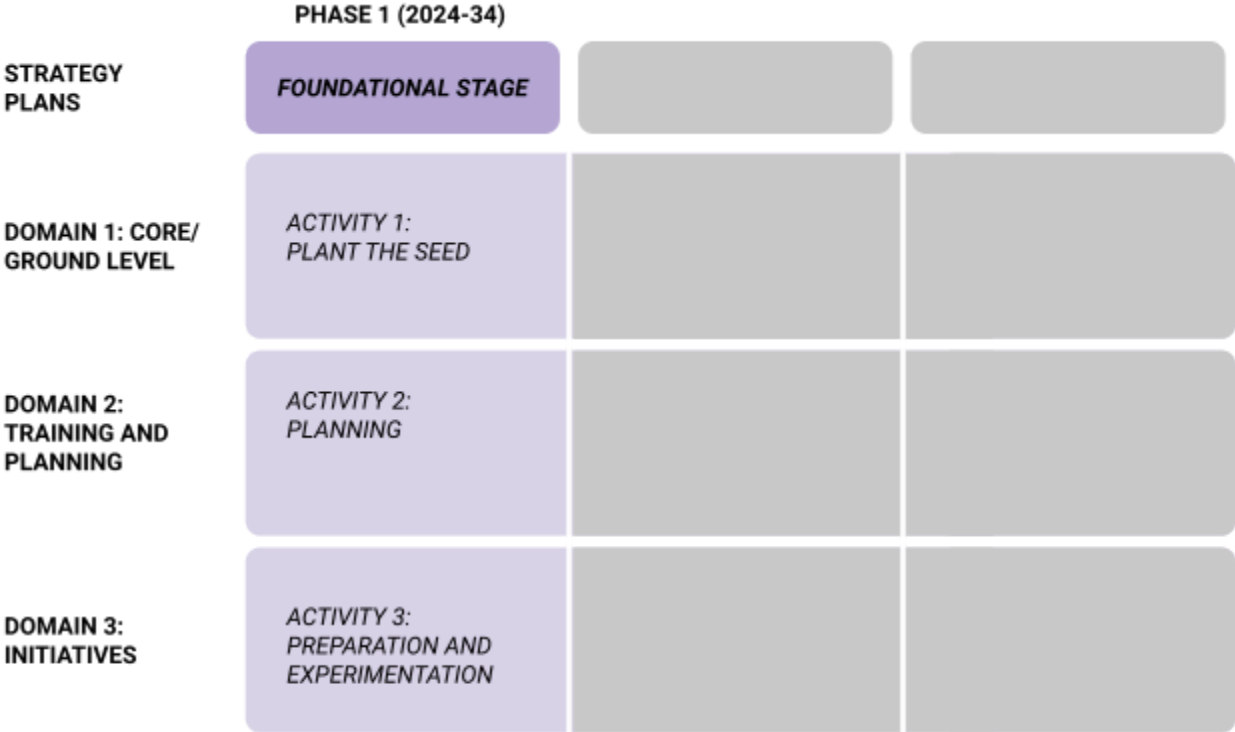 PHASE 1 (2024-34)
STRATEGY
PLANS
FOUNDATIONAL STAGE
DOMAIN 1: CORE/
GROUND LEVEL
ACTIVITY 1:
PLANT THE SEED
DOMAIN 2:
TRAINING AND
PLANNING
ACTIVITY 2:
PLANNING
DOMAIN 3:
INITIATIVES
ACTIVITY 3:
PREPARATION AND
EXPERIMENTATION